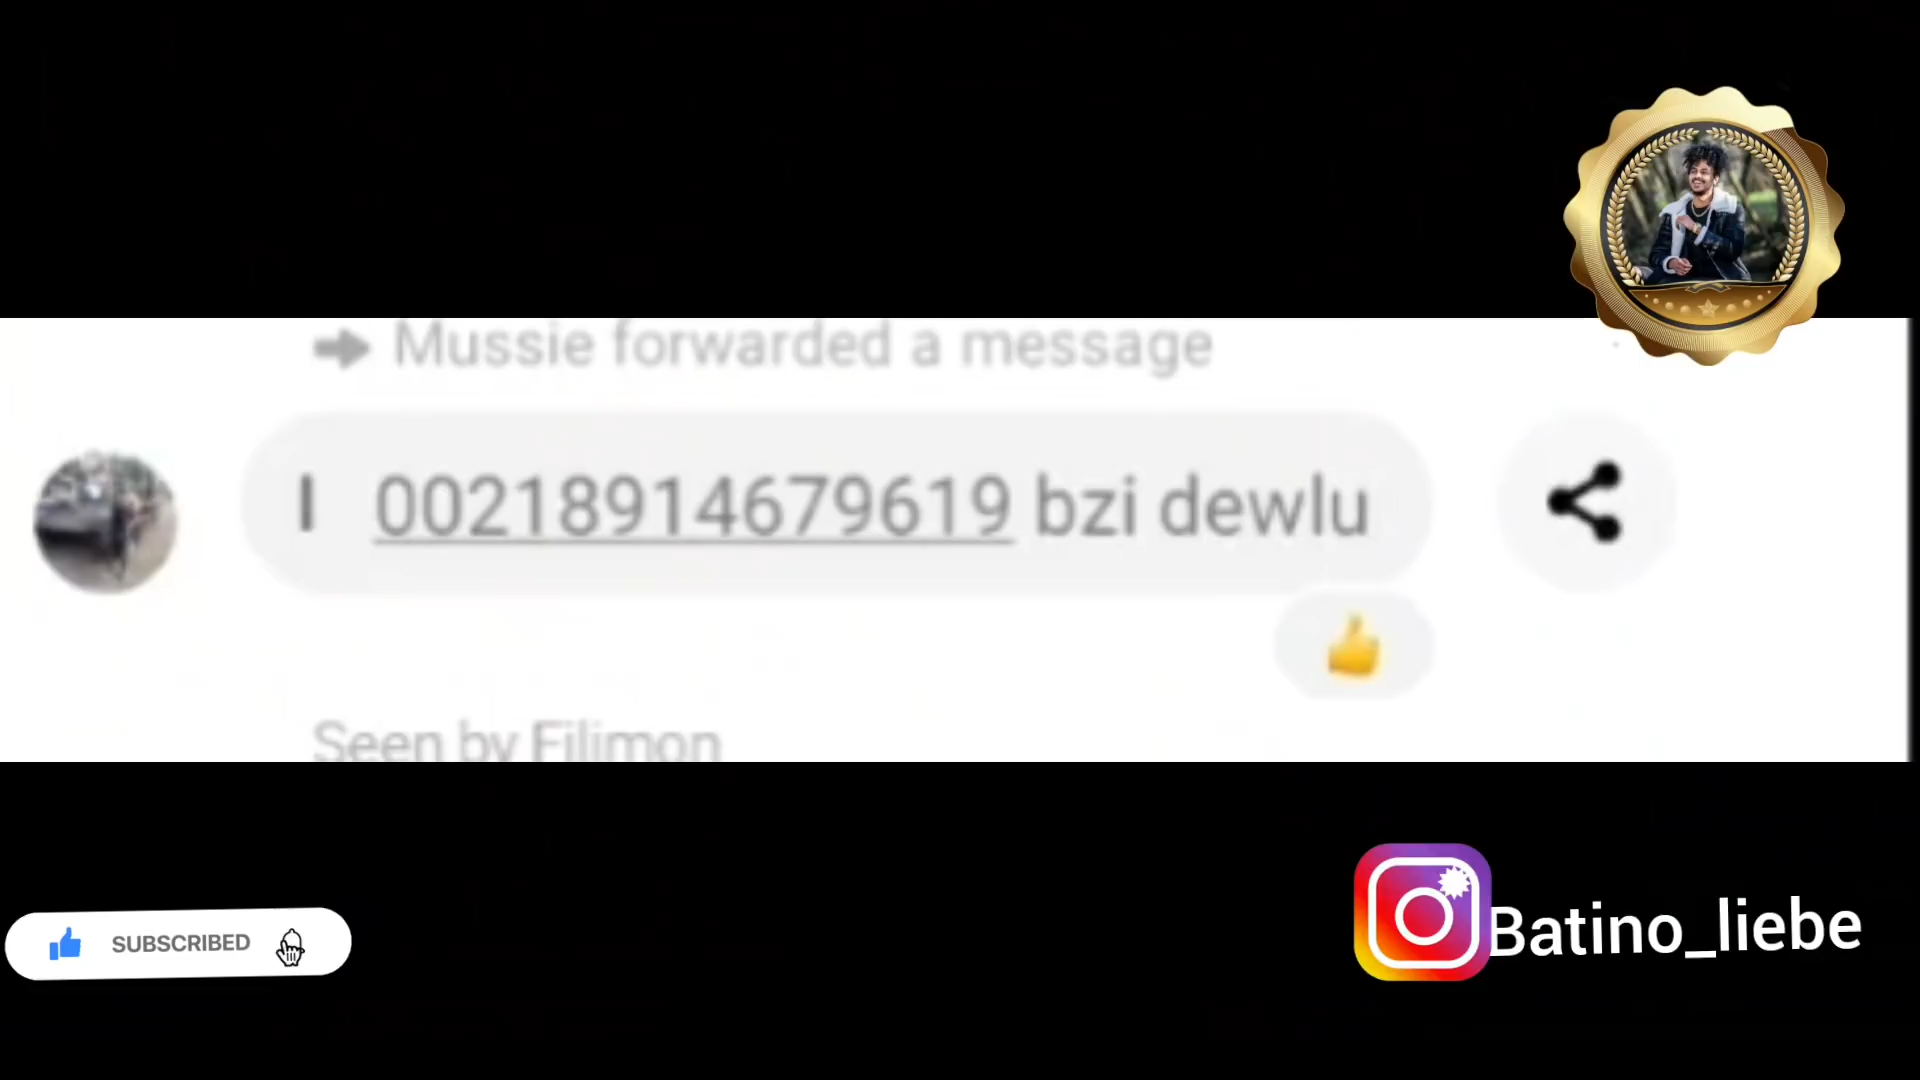 Mussie forwarded a message
I 00218914679619 bzi dewlu
Seen by Filimon
SUBSCRIBED
Batino_liebe